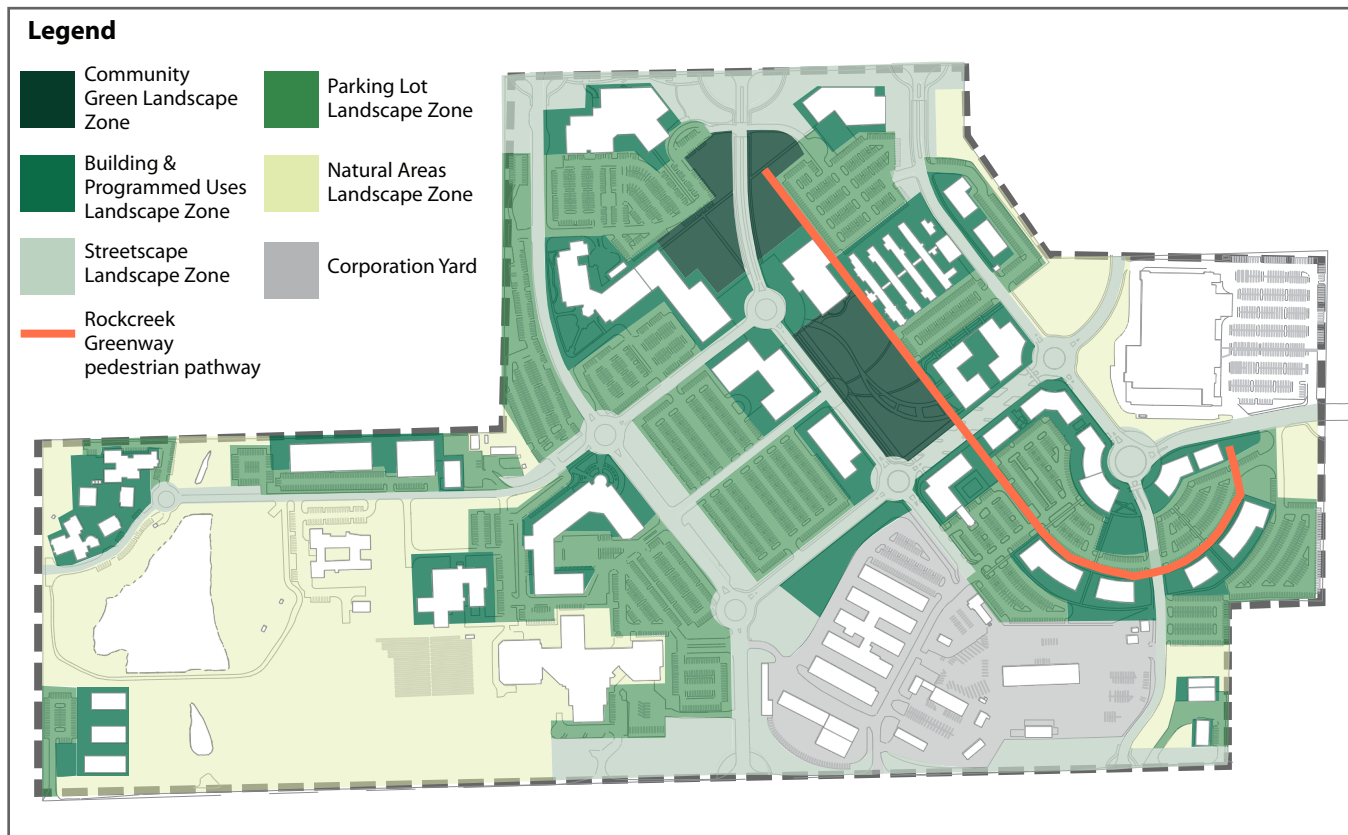 Legend
Community
Green Landscape
Zone
Building &
Programmed Uses
Landscape Zone
Streetscape
Landscape Zone
Rockcreek
Greenway
pedestrian pathway
Parking Lot
Landscape Zone
Natural Areas
Landscape Zone
Corporation Yard